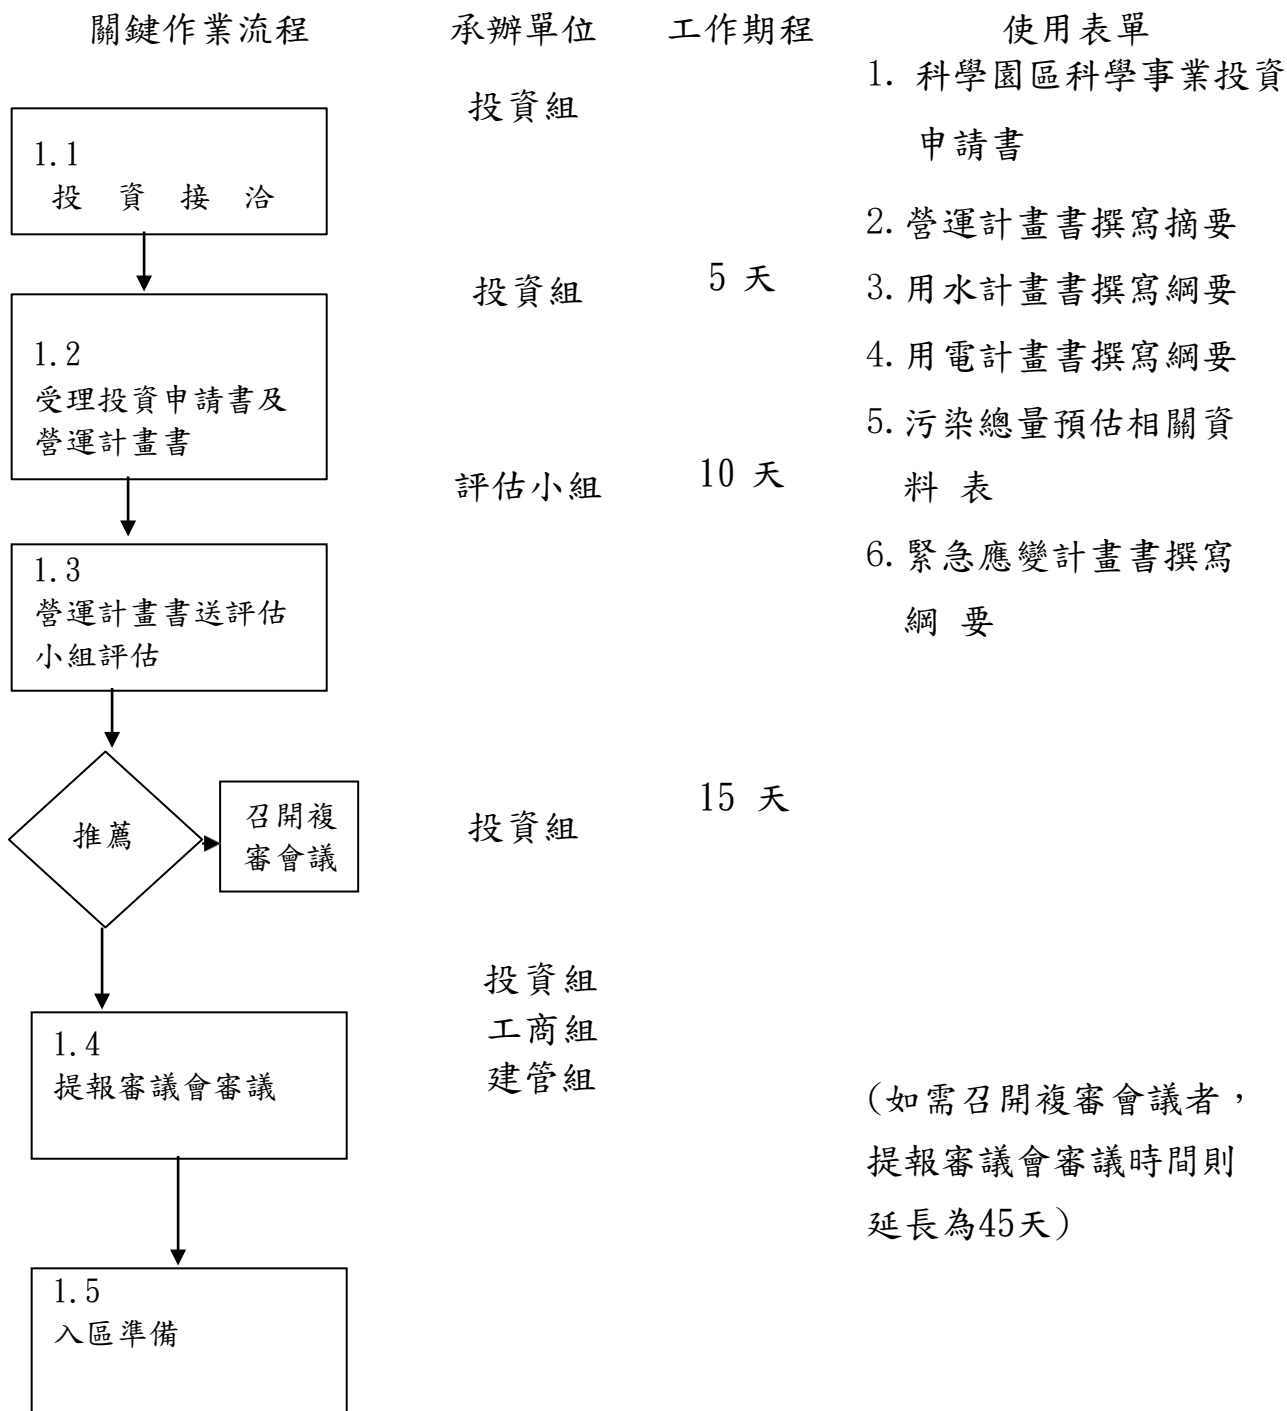 關鍵作業流程 承辦單位 工作期程 使用表單
1.1
投 資 接 洽
1.2
受理投資申請書及
營運計畫書
1.3
營運計畫書送評估
小組評估
推薦
召開複
審會議
1.4
提報審議會審議
1.5
入區準備
投資組
投資組
評估小組
投資組
投資組
工商組
建管組
5 天
10 天
15 天
1. 科學園區科學事業投資
申請書
2.營運計畫書撰寫摘要
3.用水計畫書撰寫綱要
4.用電計畫書撰寫綱要
5.污染總量預估相關資
料 表
6.緊急應變計畫書撰寫
綱 要
(如需召開複審會議者，
提報審議會審議時間則
延長為45天)